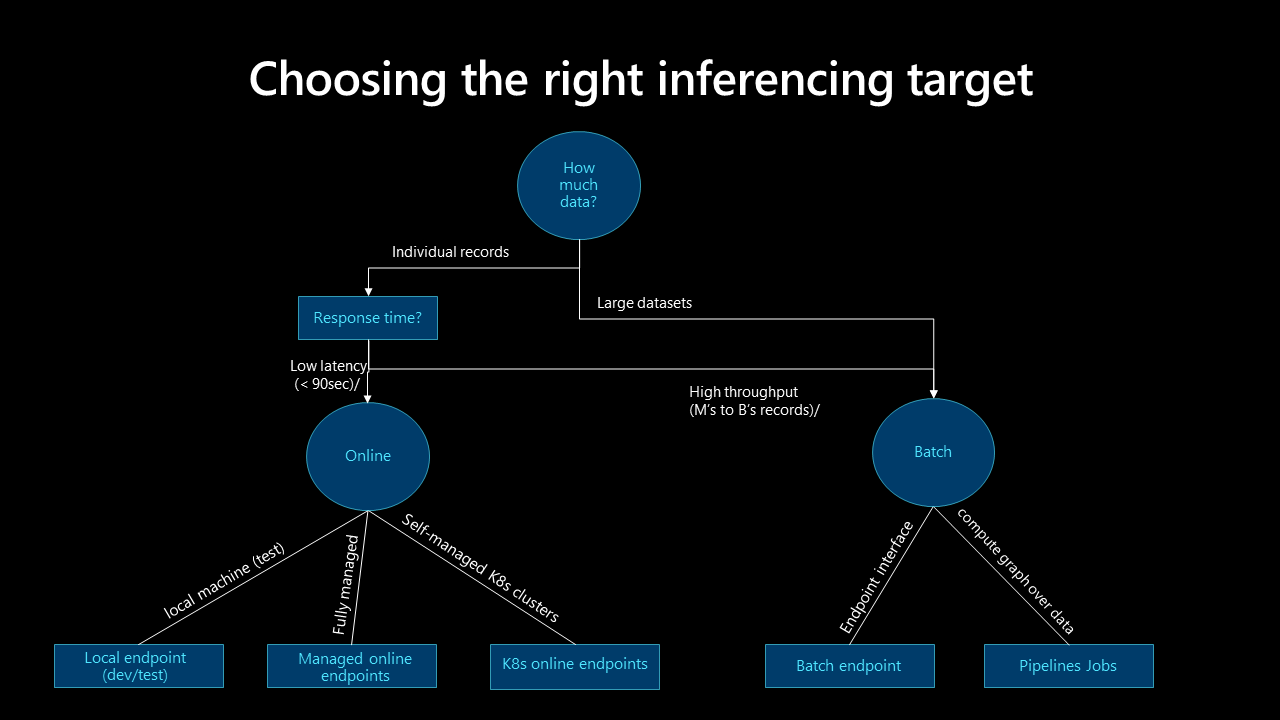 Choosing the right inferencing target
How
much
data?
Individual records
Large datasets
Response time?
Low latency
(< 90sec)/
High throughput
(M's to B's records)/
Online
Batch
local machine (test)
Fully managed
Self-managed K8s clusters
Endpoint interface
compute graph over data
Local endpoint
(dev/test)
Managed online
endpoints
K8s online endpoints
Batch endpoint
Pipelines Jobs